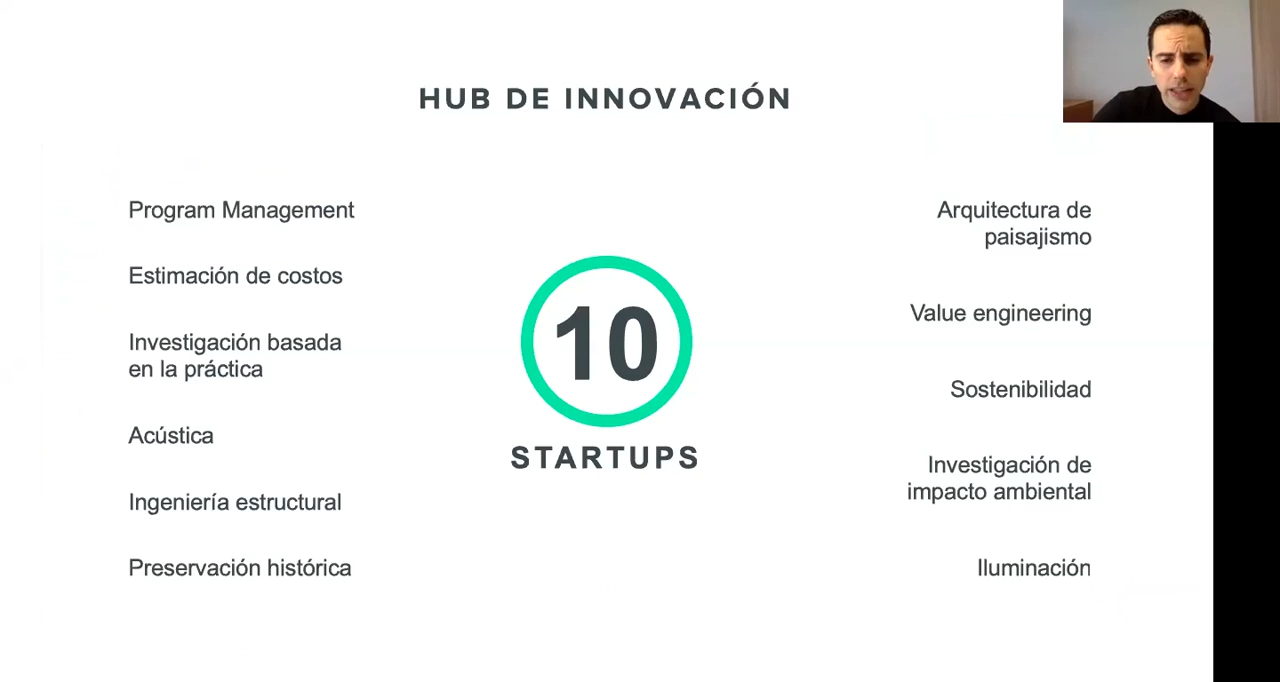 HUB DE INNOVACIÓN
Program Management
Estimación de costos
Investigación basada
en la práctica
Acústica
Ingeniería estructural
Preservación histórica
10
STARTUPS
Arquitectura de
paisajismo
Value engineering
Sostenibilidad
Investigación de
impacto ambiental
Iluminación